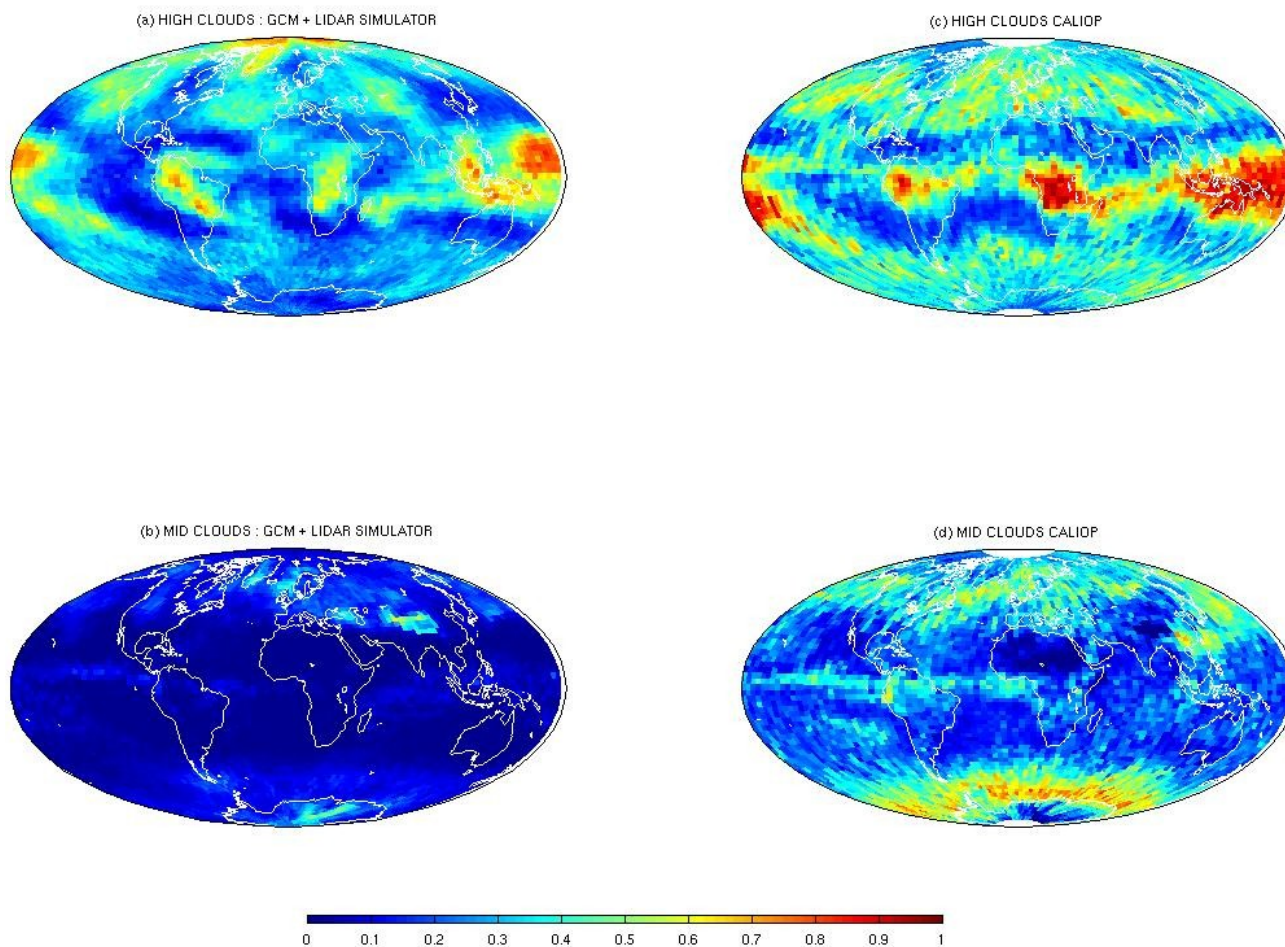 (a) HIGH CLOUDS : GCM + LIDAR SIMULATOR
(c) HIGH CLOUDS CALIOP
(b) MID CLOUDS : GCM + LIDAR SIMULATOR
(d) MID CLOUDS CALIOP
0 0.1 0.2 0.3 0.4 0.5 0.6 0.7 0.8 0.9 1